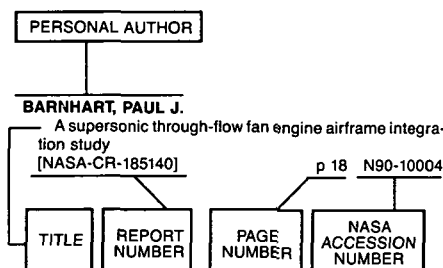 PERSONAL AUTHOR
BARNHART, PAUL J.
A supersonic through-flow fan engine airframe integra-
tion study
[NASA-CR-185140] p 18 N90-10004
TITLE REPORT NUMBER PAGE NUMBER NASA ACCESSION NUMBER